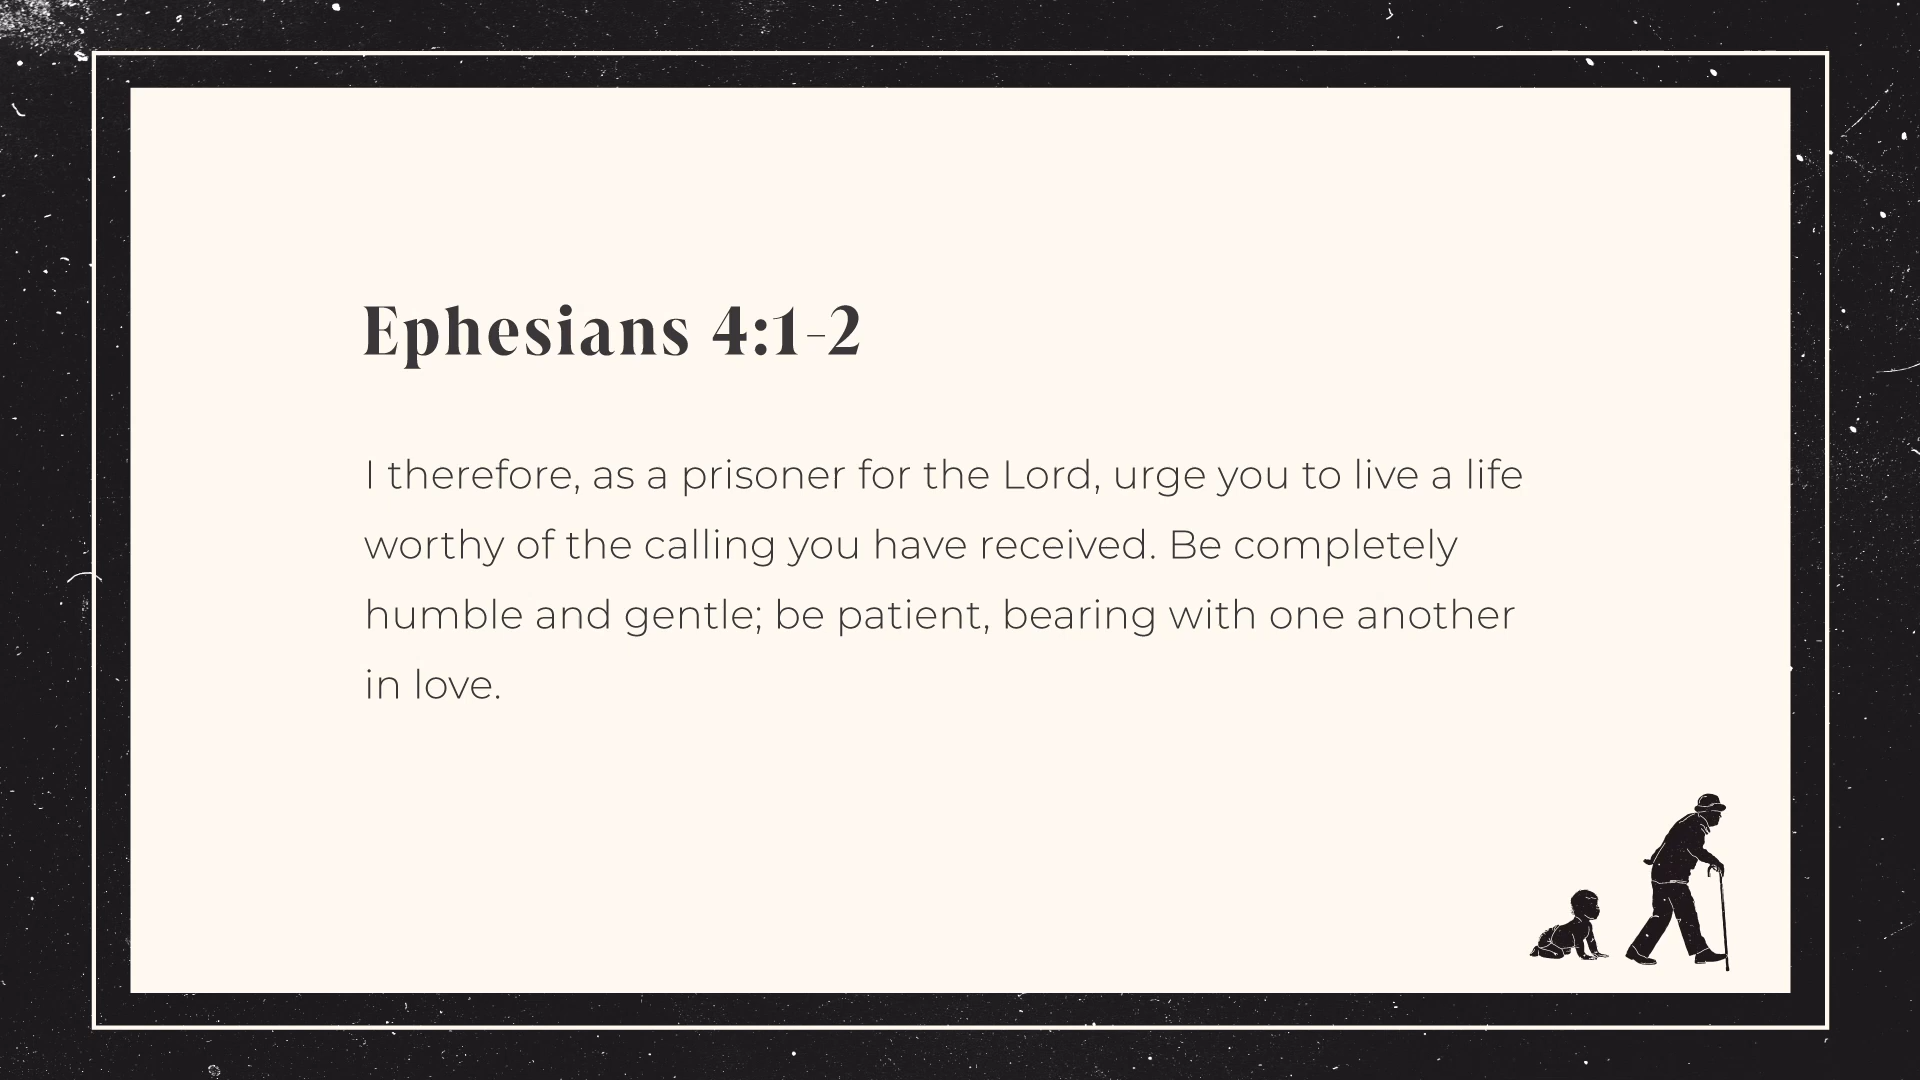 Ephesians 4:1-2
I therefore, as a prisoner for the Lord, urge you to live a life
worthy of the calling you have received. Be completely
humble and gentle; be patient, bearing with one another
in love.